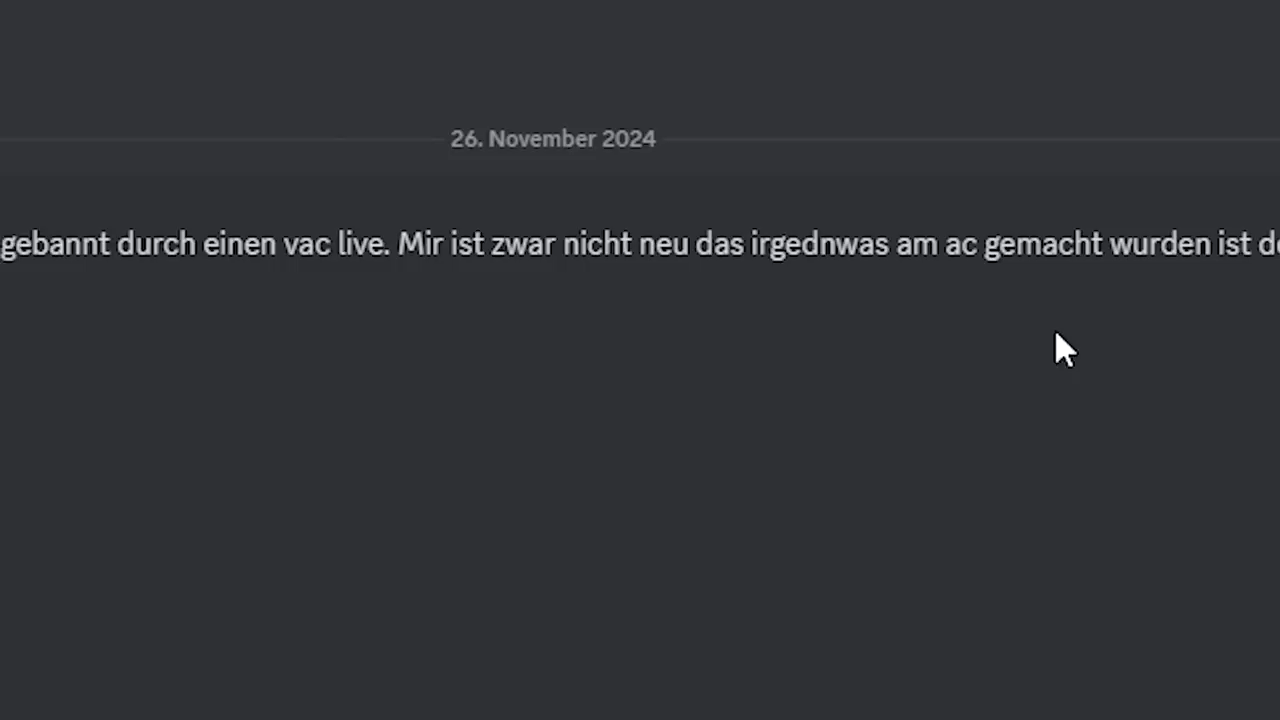 26. November 2024
gebannt durch einen vac live. Mir ist zwar nicht neu das irgednwas am ac gemacht wurden ist